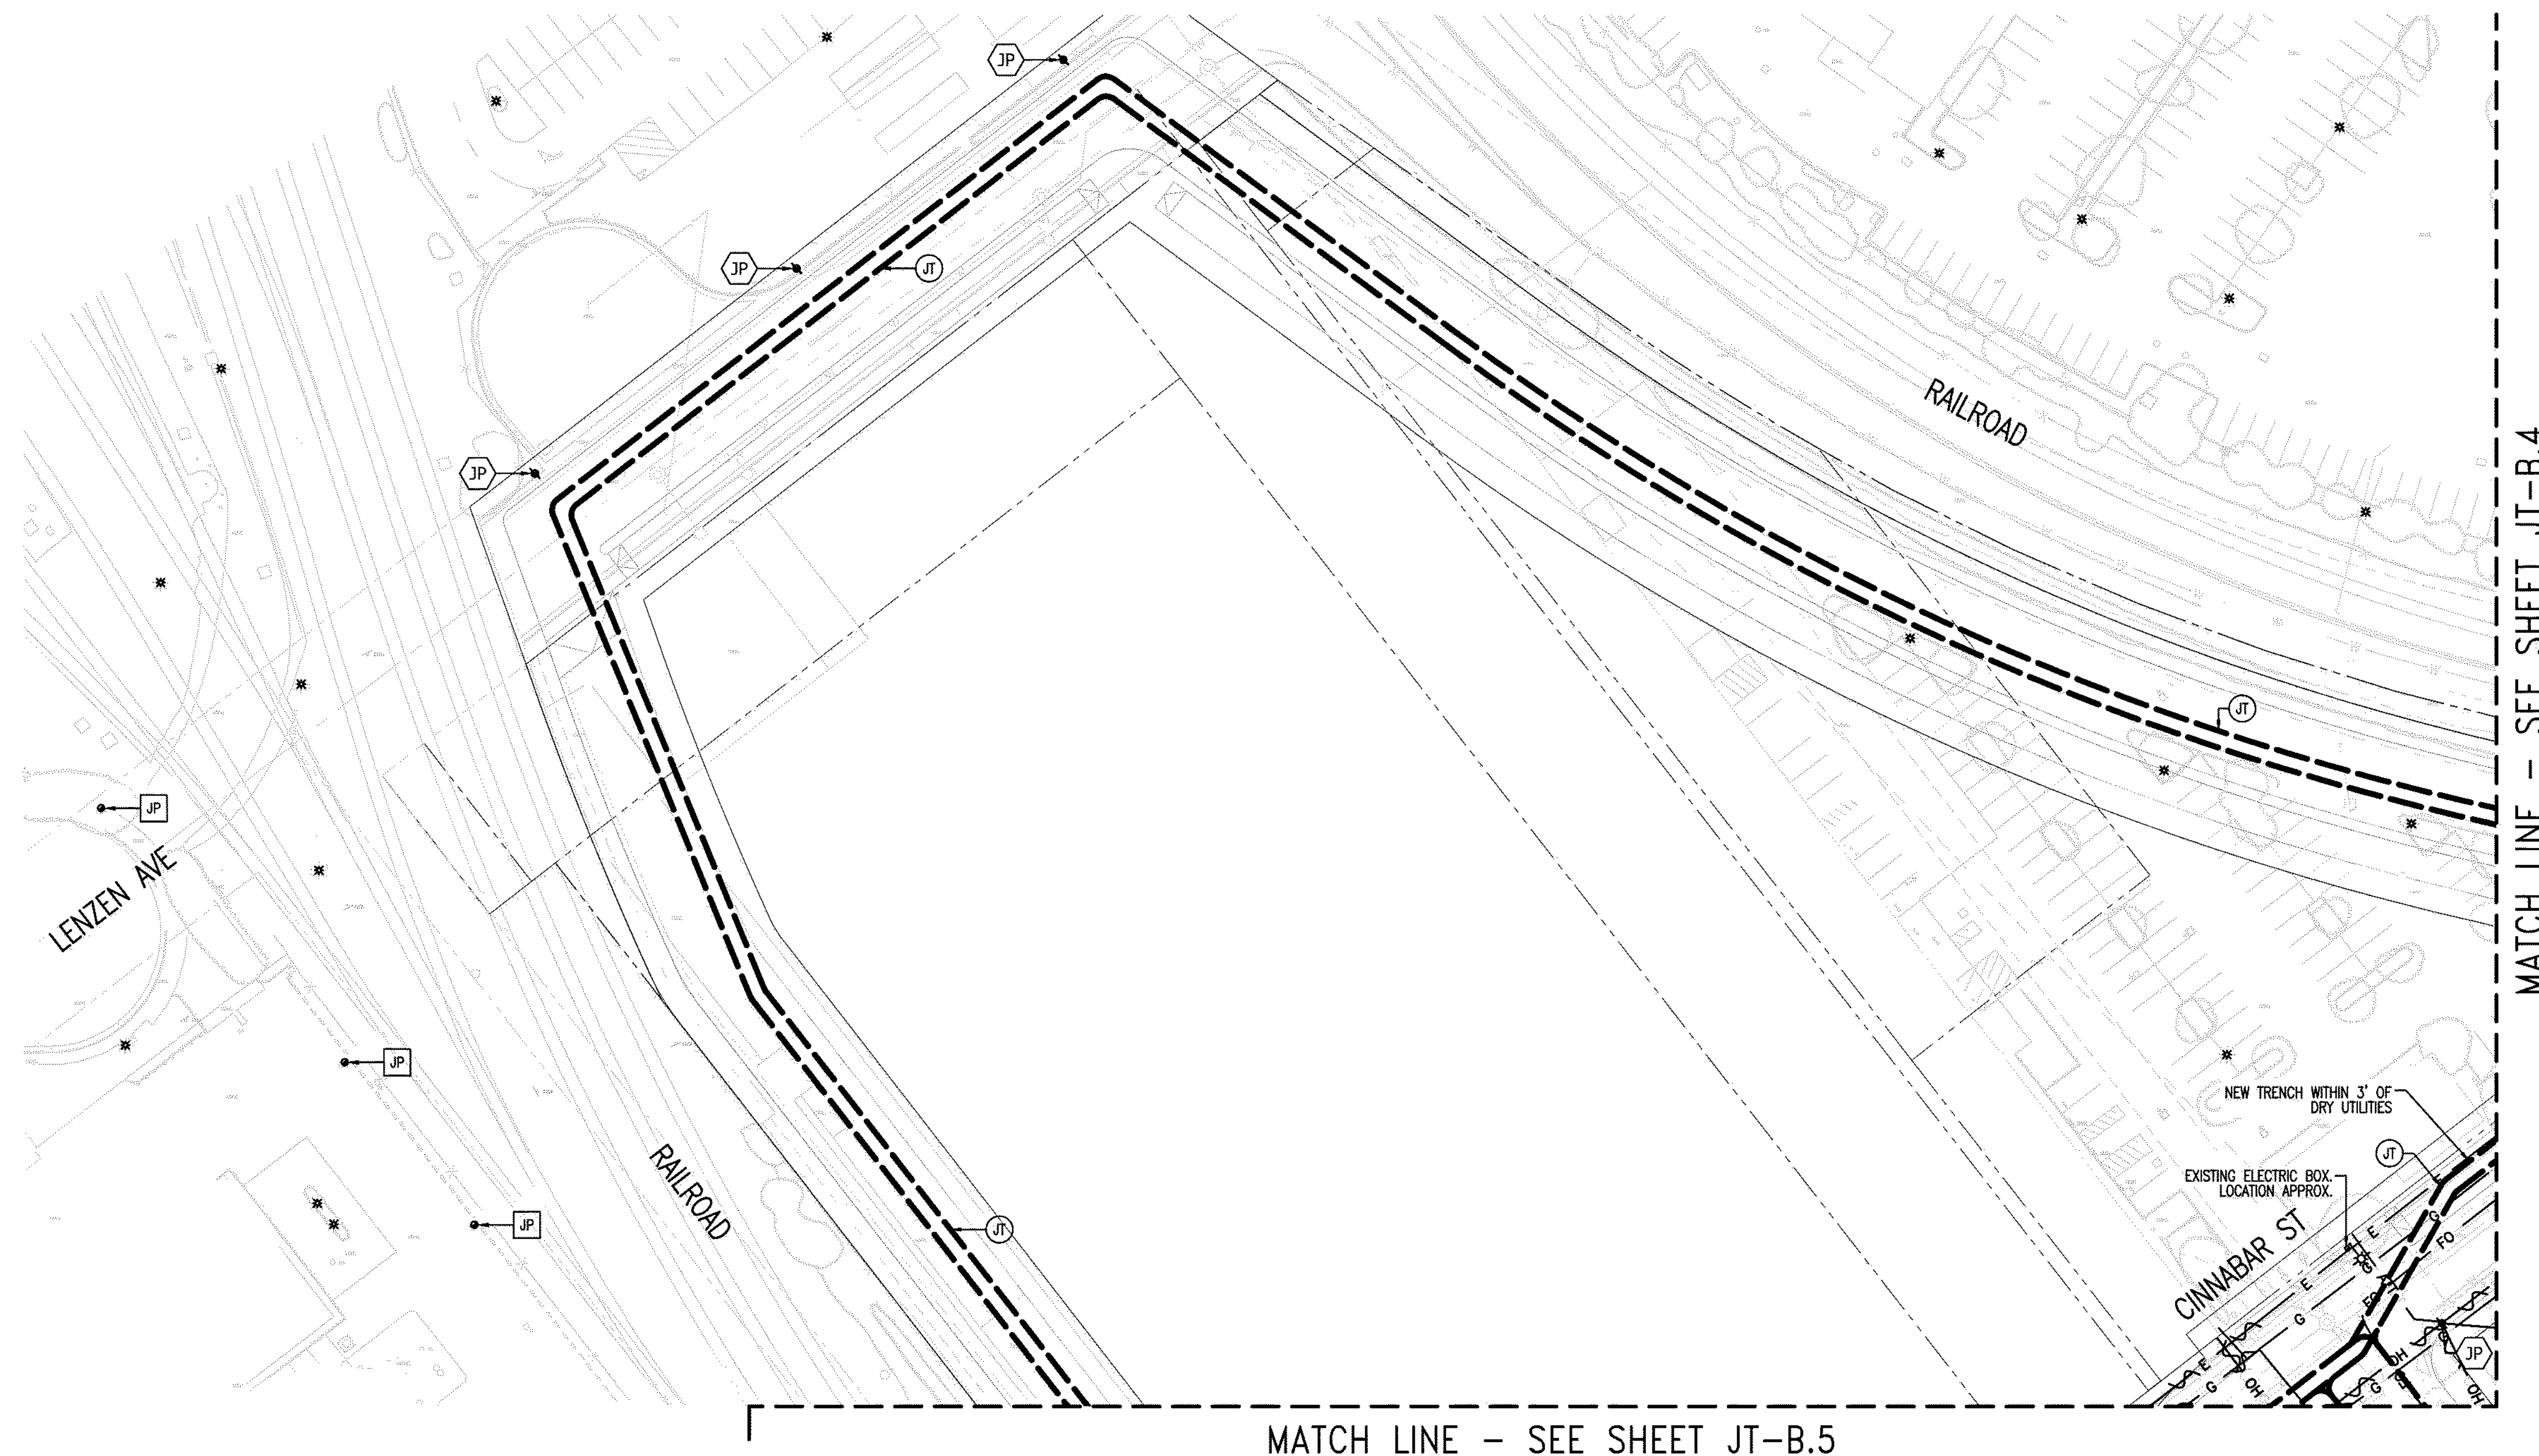 JP
JP
JT
JP
RAILROAD
JT
JP
LENZEN AVE
JP
JP
RAILROAD
JT
NEW TRENCH WITHIN 3' OF
DRY UTILITIES
JT
EXISTING ELECTRIC BOX.
LOCATION APPROX.
CINNABAR ST
E
E
E
E
G
G
G
G
G
FO
OH
OH
OH
JP
MATCH LINE - SEE SHEET JT-B.4
MATCH LINE - SEE SHEET JT-B.5